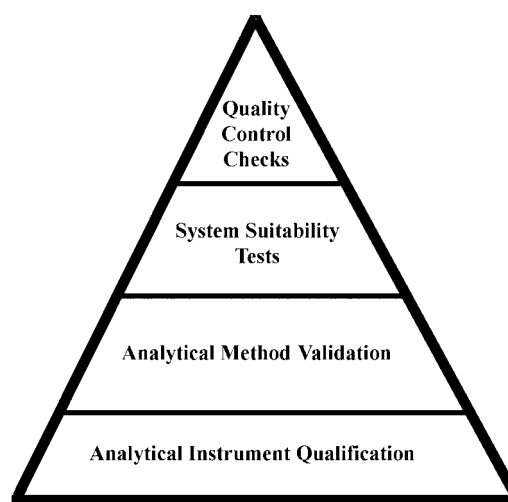 Quality
Control
Checks
System Suitability
Tests
Analytical Method Validation
Analytical Instrument Qualification